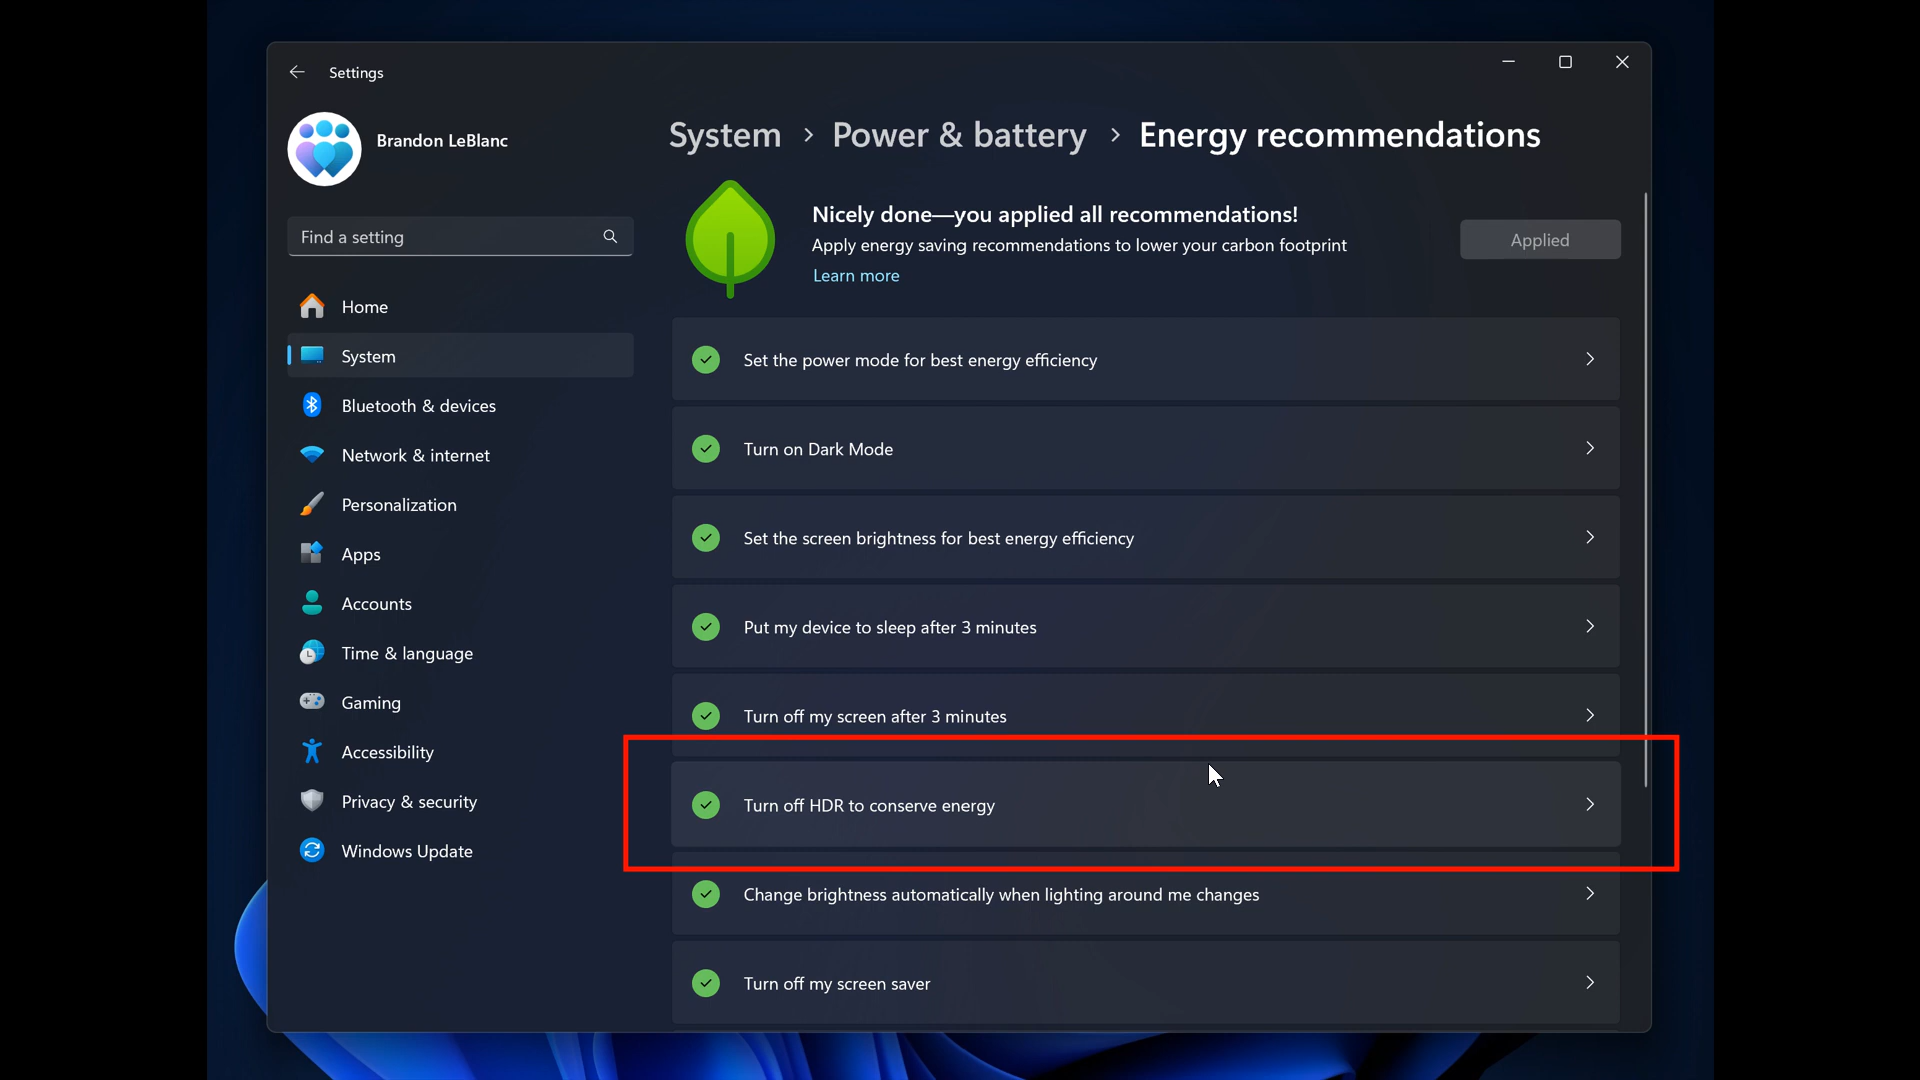 Settings
Brandon LeBlanc
Find a setting
Home
System
Bluetooth & devices
Network & internet
Personalization
Apps
Accounts
Time & language
Gaming
Accessibility
Privacy & security
Windows Update
System > Power & battery > Energy recommendations
Nicely done—you applied all recommendations!
Apply energy saving recommendations to lower your carbon footprint
Learn more
Applied
Set the power mode for best energy efficiency
Turn on Dark Mode
Set the screen brightness for best energy efficiency
Put my device to sleep after 3 minutes
Turn off my screen after 3 minutes
Turn off HDR to conserve energy
Change brightness automatically when lighting around me changes
Turn off my screen saver